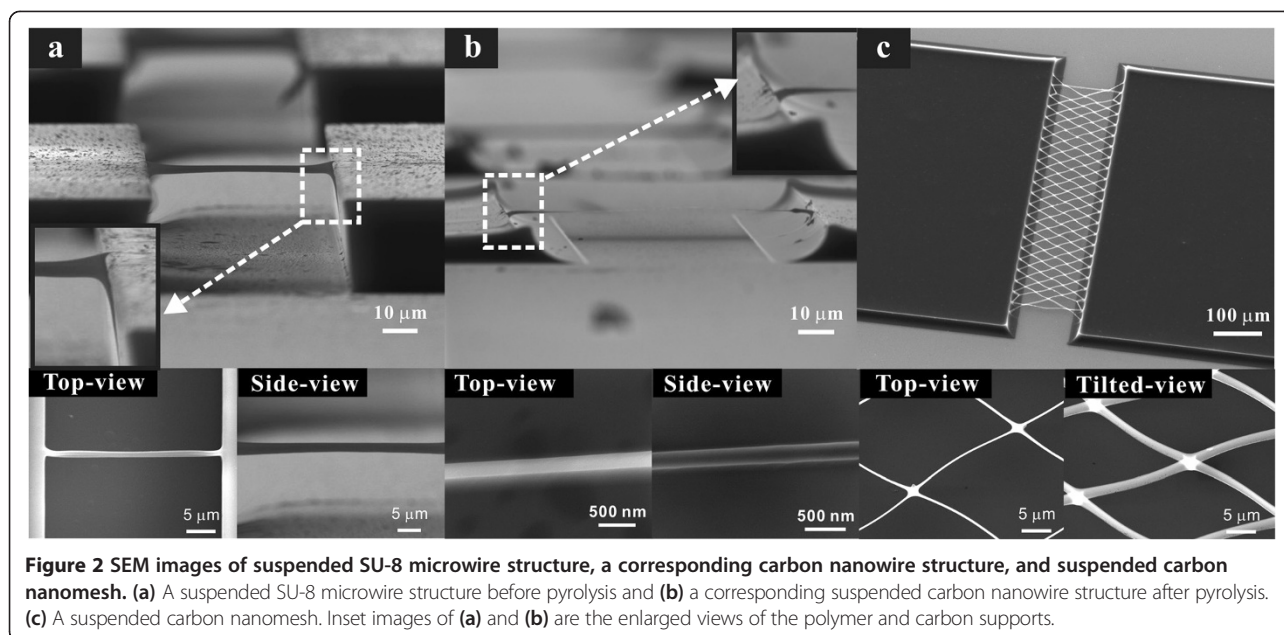 a
b
c
10 μm
10 μm
100 μm
Top-view
Side-view
Top-view
Side-view
Top-view
Tilted-view
5 μm
5 μm
500 nm
500 nm
5 μm
5 μm
Figure 2 SEM images of suspended SU-8 microwire structure, a corresponding carbon nanowire structure, and suspended carbon
nanomesh. (a) A suspended SU-8 microwire structure before pyrolysis and (b) a corresponding suspended carbon nanowire structure after pyrolysis.
(c) A suspended carbon nanomesh. Inset images of (a) and (b) are the enlarged views of the polymer and carbon supports.